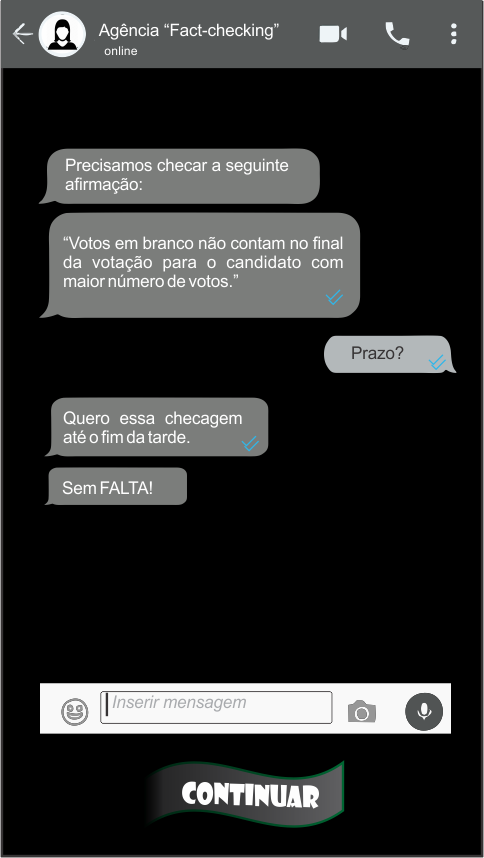 Agência “Fact-checking”
online
Precisamos checar a seguinte
afirmação:
“Votos em branco não contam no final
da votação para o candidato com
maior número de votos.”
Prazo?
Quero essa checagem
até o fim da tarde.
Sem FALTA!
Inserir mensagem
CONTINUAR